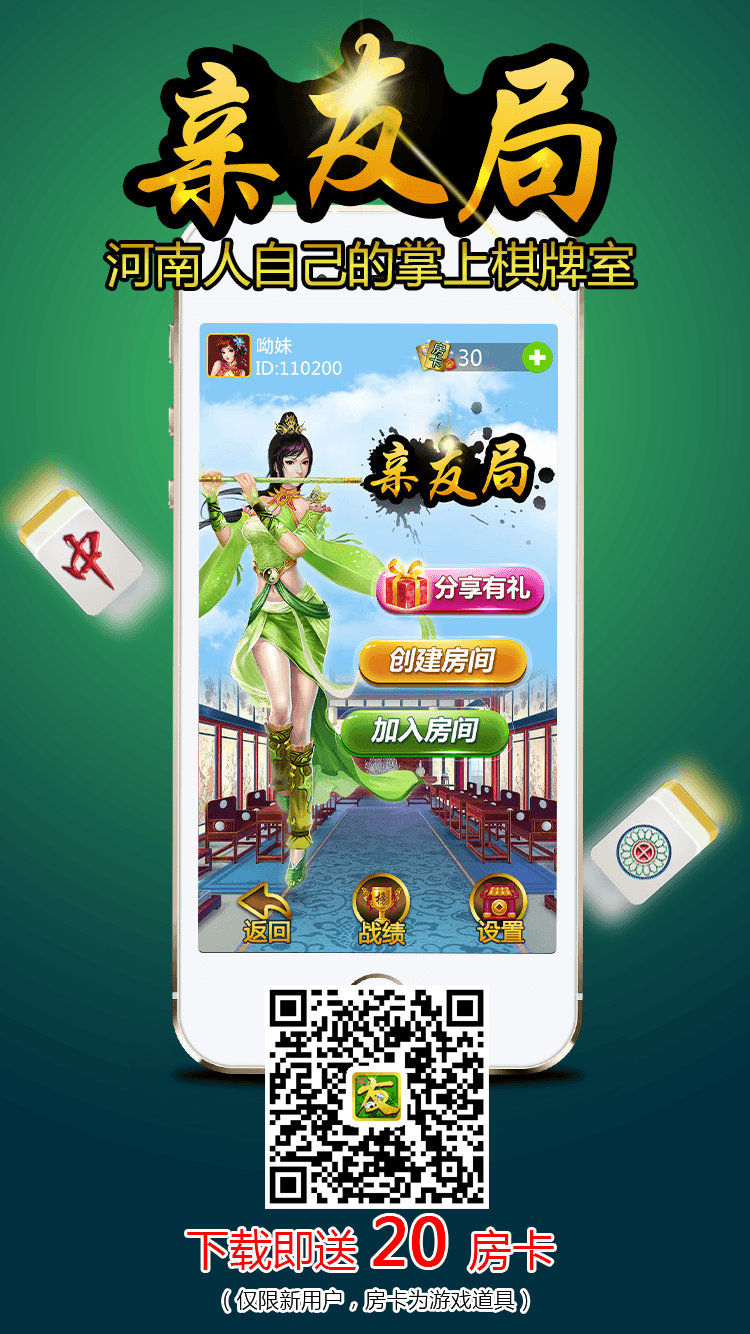 亲友局
河南人自己的掌上棋牌室
呦妹
ID:110200
房卡
30
亲友局
分享有礼
创建房间
加入房间
返回
战绩
设置
友
下载即送 20 房卡
（仅限新用户，房卡为游戏道具）